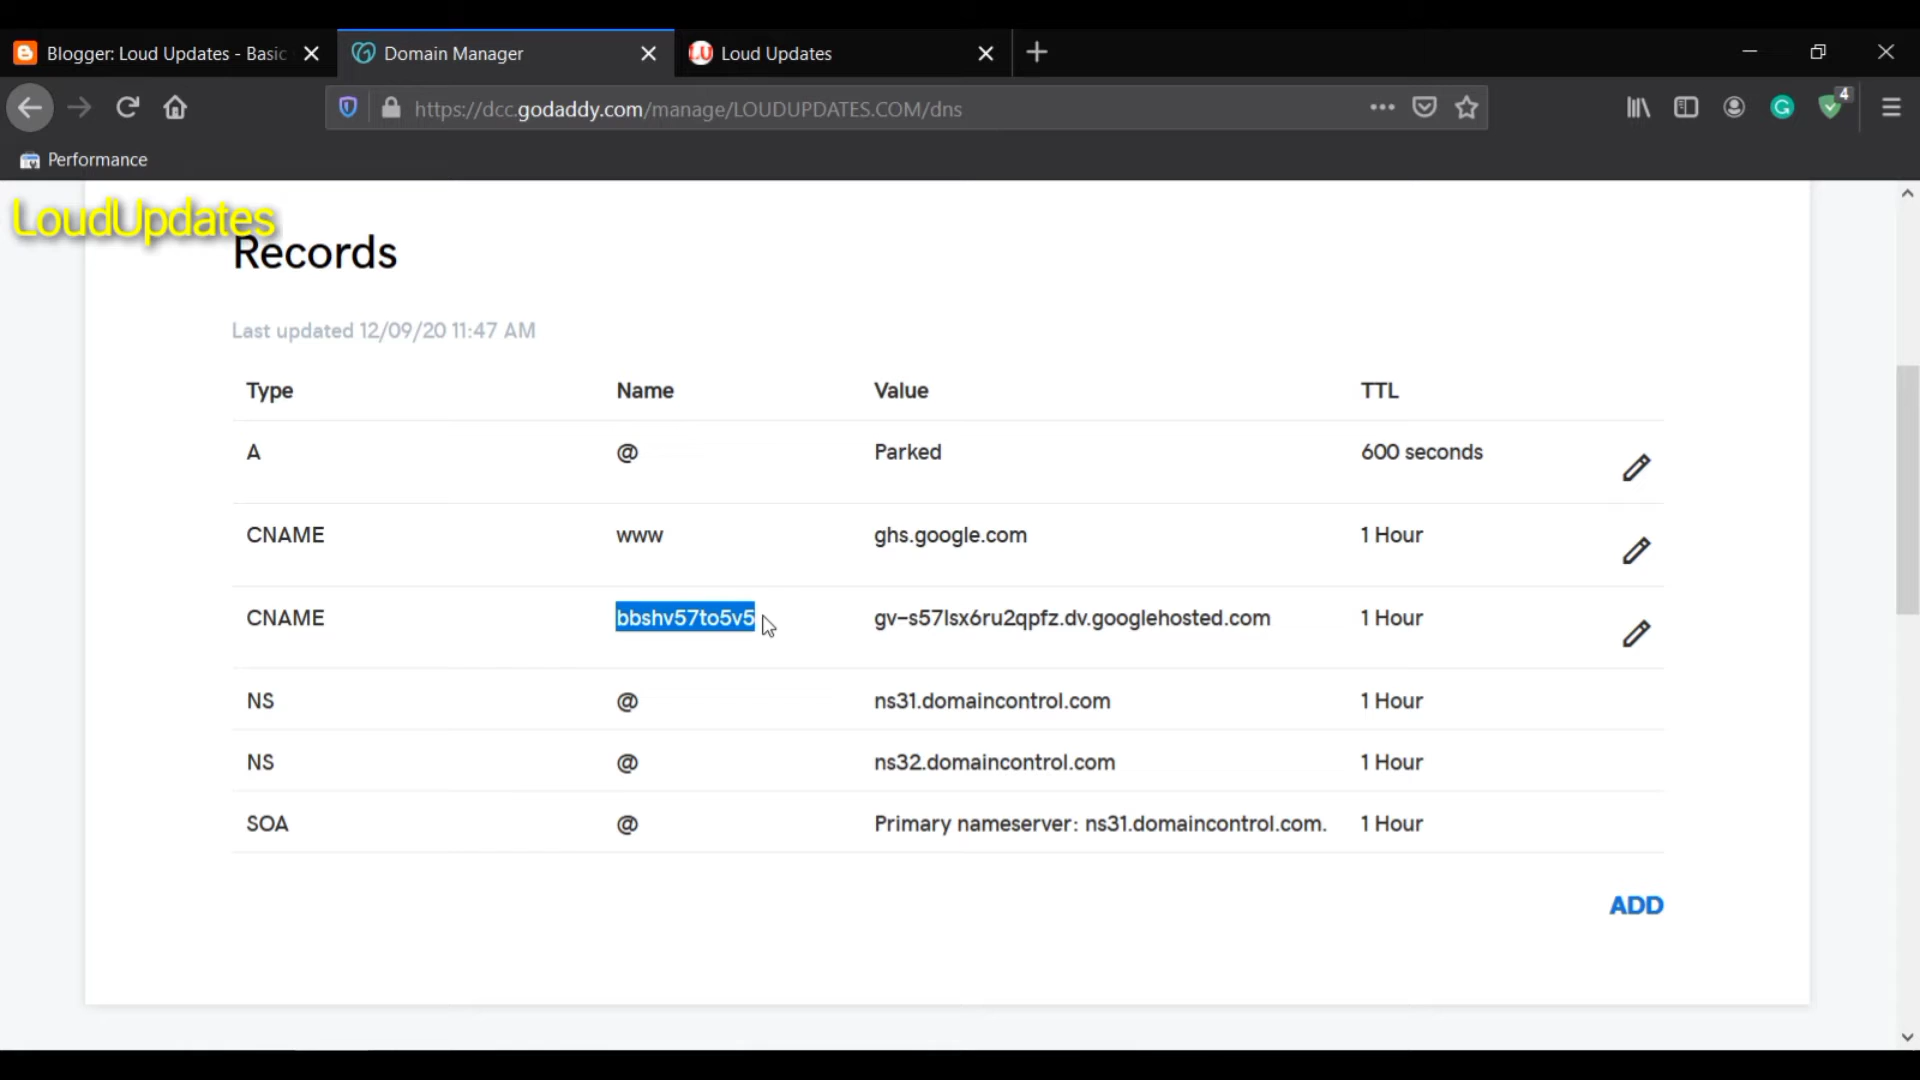 Blogger: Loud Updates - Basic
Domain Manager
Loud Updates
https://dcc.godaddy.com/manage/LOUDUPDATES.COM/dns
4
Performance
LoudUpdates
Records
Last updated 12/09/20 11:47 AM
Type Name Value TTL
A @ Parked 600 seconds
CNAME www ghs.google.com 1 Hour
CNAME bbshv57to5v5 gv-s57lsx6ru2qpfz.dv.googlehosted.com 1 Hour
NS @ ns31.domaincontrol.com 1 Hour
NS @ ns32.domaincontrol.com 1 Hour
SOA @ Primary nameserver: ns31.domaincontrol.com. 1 Hour
ADD